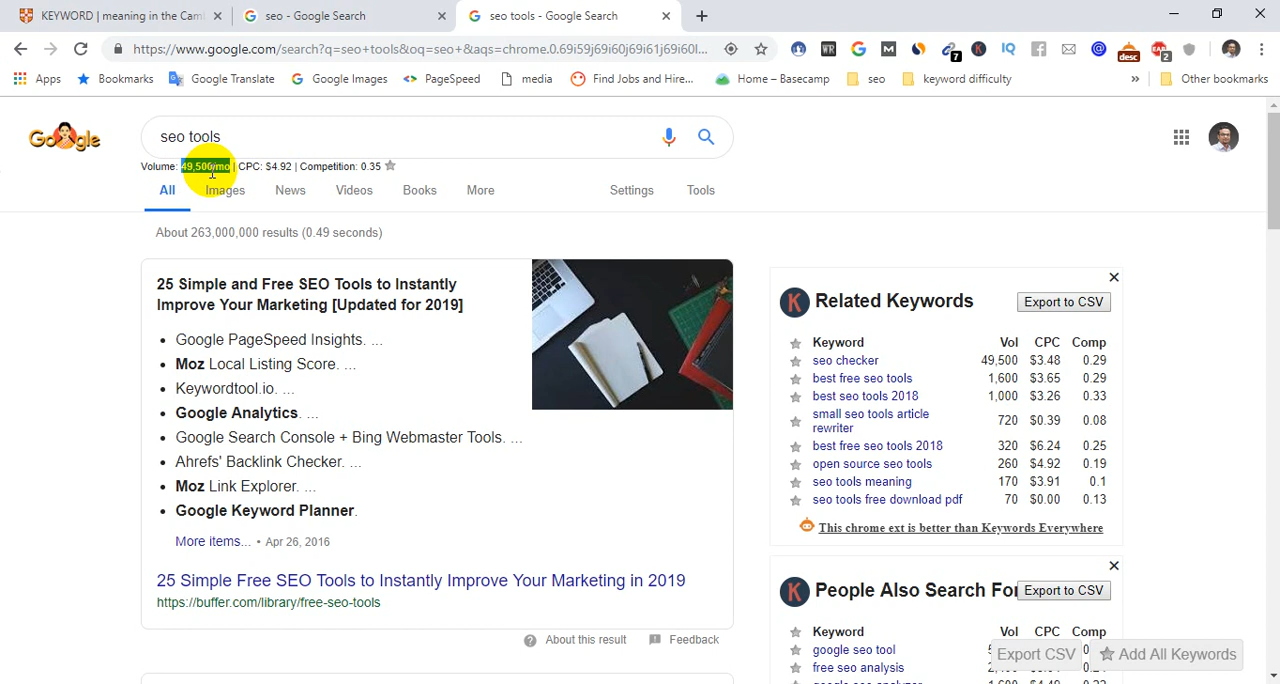 KEYWORD | meaning in the Cam
seo - Google Search
seo tools - Google Search
https://www.google.com/search?q=seo+tools&oq=seo+&aqs=chrome.0.69i59j69i60j69i61j69i60l...
WR
M
7
K
IQ
desc
2
Apps
Bookmarks
Google Translate
Google Images
PageSpeed
media
Find Jobs and Hire...
Home – Basecamp
seo
keyword difficulty
»
Other bookmarks
seo tools
Volume: 49,500/mo | CPC: $4.92 | Competition: 0.35
All
Images
News
Videos
Books
More
Settings
Tools
About 263,000,000 results (0.49 seconds)
25 Simple and Free SEO Tools to Instantly
Improve Your Marketing [Updated for 2019]
• Google PageSpeed Insights. ...
• Moz Local Listing Score. ...
• Keywordtool.io. ...
• Google Analytics. ...
• Google Search Console + Bing Webmaster Tools. ...
• Ahrefs' Backlink Checker. ...
• Moz Link Explorer. ...
• Google Keyword Planner.
More items... • Apr 26, 2016
25 Simple Free SEO Tools to Instantly Improve Your Marketing in 2019
https://buffer.com/library/free-seo-tools
About this result
Feedback
K Related Keywords
Export to CSV
Keyword Vol CPC Comp
seo checker 49,500 $3.48 0.29
best free seo tools 1,600 $3.65 0.29
best seo tools 2018 1,000 $3.26 0.33
small seo tools article
rewriter 720 $0.39 0.08
best free seo tools 2018 320 $6.24 0.25
open source seo tools 260 $4.92 0.19
seo tools meaning 170 $3.91 0.1
seo tools free download pdf 70 $0.00 0.13
This chrome ext is better than Keywords Everywhere
K People Also Search For
Export to CSV
Keyword Vol CPC Comp
google seo tool
free seo analysis
Export CSV
Add All Keywords